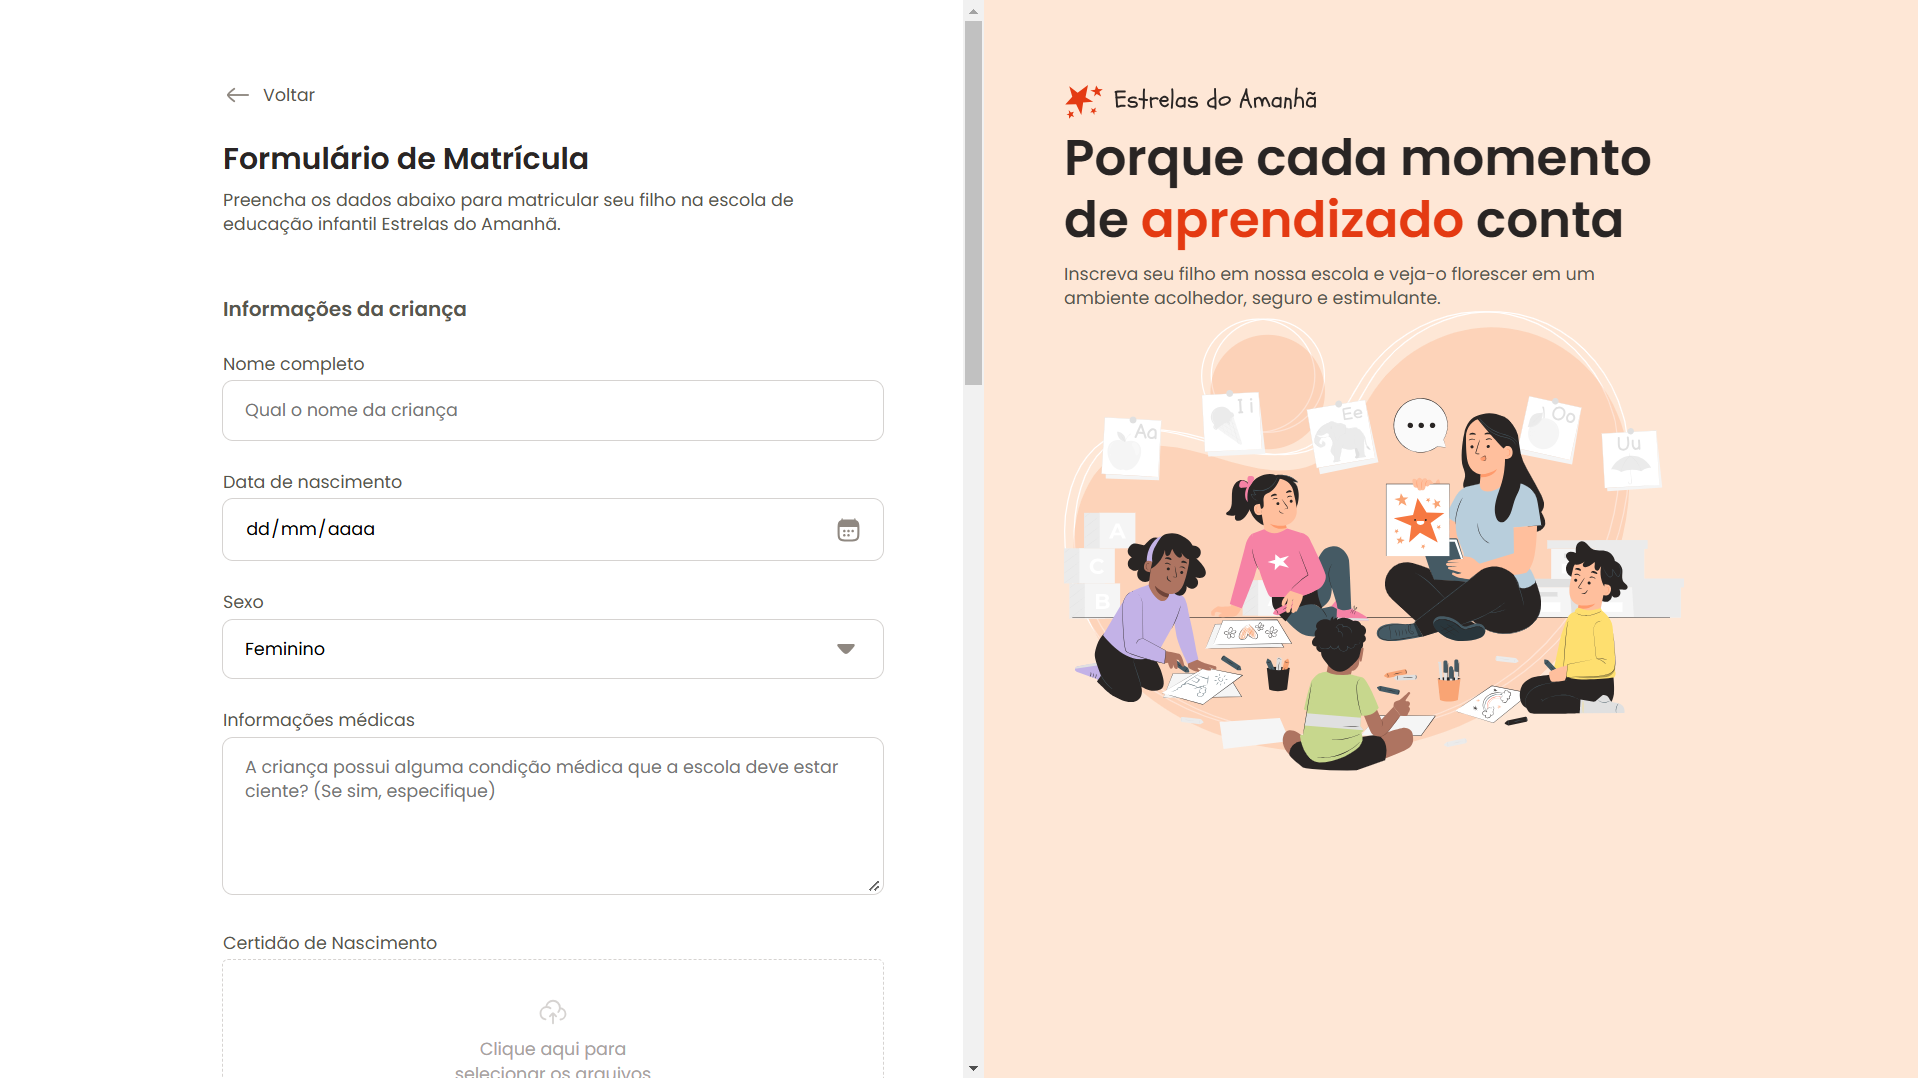 Voltar
Formulário de Matrícula
Preencha os dados abaixo para matricular seu filho na escola de
educação infantil Estrelas do Amanhã.
Informações da criança
Nome completo
Qual o nome da criança
Data de nascimento
dd/mm/aaaa
Sexo
Feminino
Informações médicas
A criança possui alguma condição médica que a escola deve estar
ciente? (Se sim, especifique)
Certidão de Nascimento
Clique aqui para
selecionar os arquivos
Estrelas do Amanhã
Porque cada momento
de aprendizado conta
Inscreva seu filho em nossa escola e veja-o florescer em um
ambiente acolhedor, seguro e estimulante.
Aa
I i
Ee
Oo
Uu
A
C
B